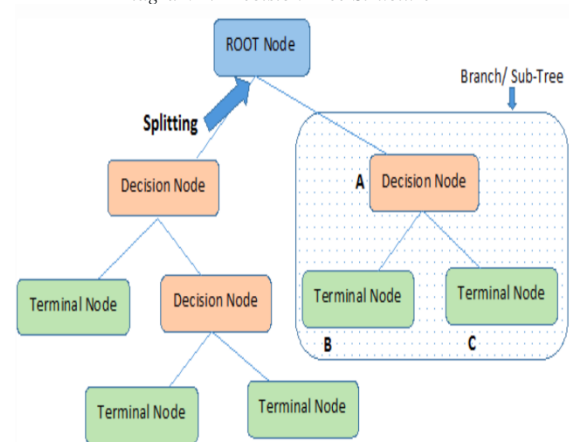 ROOT Node
Branch/ Sub-Tree
Splitting
Decision Node
A
Decision Node
Terminal Node
Decision Node
Terminal Node
Terminal Node
B
C
Terminal Node
Terminal Node